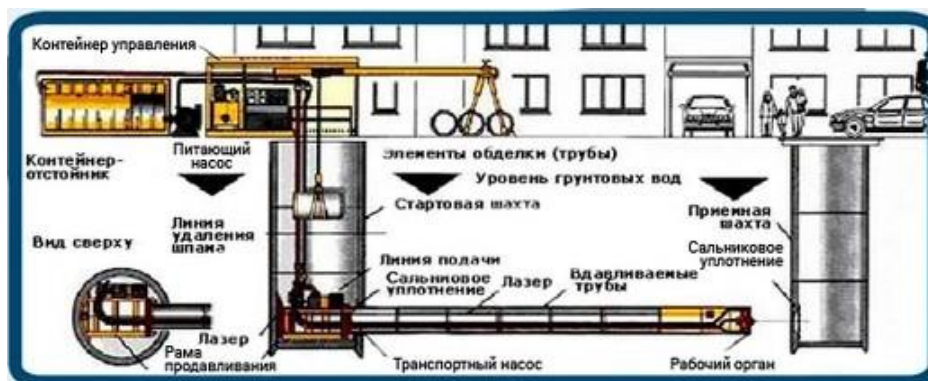 Контейнер управления
Питающий
насос
Контейнер-
отстойник
Элементы обделки (трубы)
Уровень грунтовых вод
Стартовая шахта
Приемная
шахта
Линия
удаления
шлама
Вид сверху
Сальниковое
уплотнение
Линия подачи
Сальниовое
уплотнение
Лазер
Вдавливаемые
трубы
Лазер
Рама
продавливания
Транспортный насос
Рабочий орган